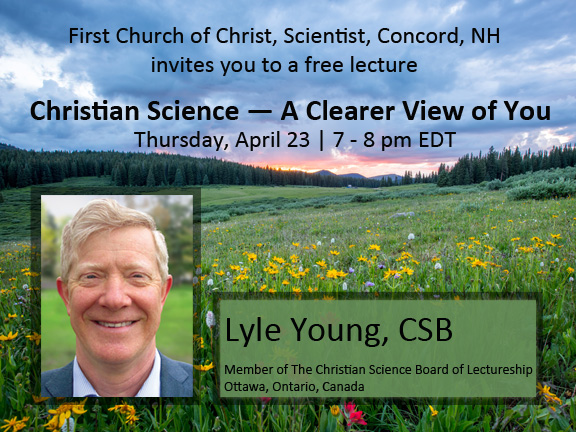 First Church of Christ, Scientist, Concord, NH
invites you to a free lecture
Christian Science — A Clearer View of You
Thursday, April 23 | 7 - 8 pm EDT
Lyle Young, CSB
Member of The Christian Science Board of Lectureship
Ottawa, Ontario, Canada